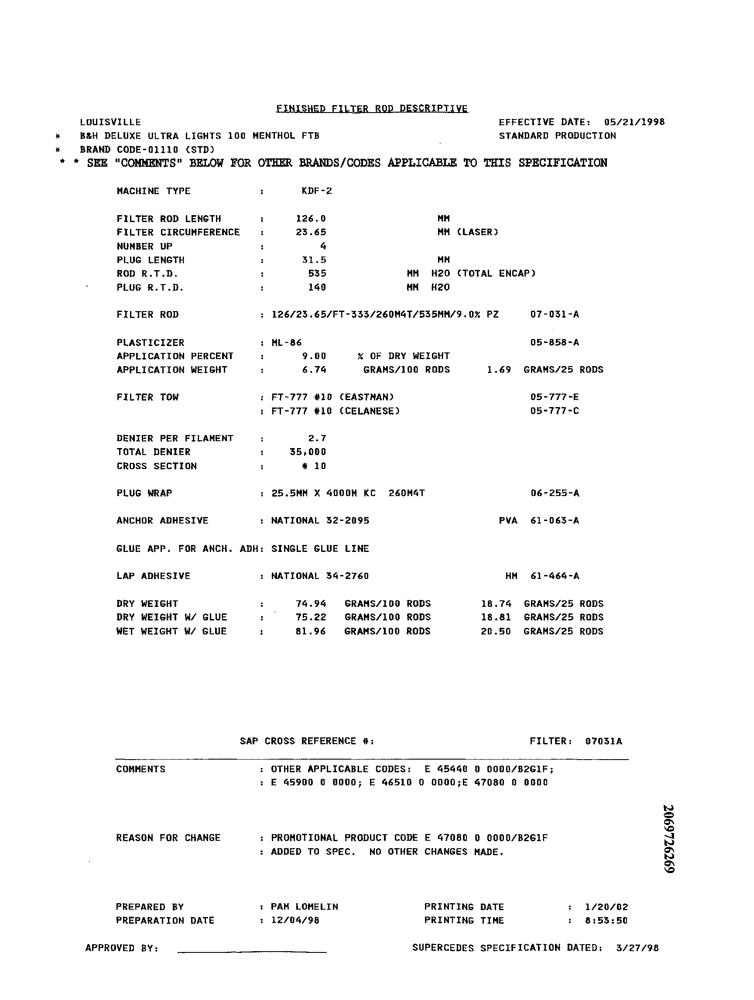 FINISHED FILTER ROD DESCRIPTIVE
LOUISVILLE EFFECTIVE DATE: 05/21/1998
* B&H DELUXE ULTRA LIGHTS 100 MENTHOL FTB STANDARD PRODUCTION
* BRAND CODE-01110 (STD)
* * SEE "COMMENTS" BELOW FOR OTHER BRANDS/CODES APPLICABLE TO THIS SPECIFICATION
MACHINE TYPE : KDF-2
FILTER ROD LENGTH : 126.0 MM
FILTER CIRCUMFERENCE : 23.65 MM (LASER)
NUMBER UP : 4
PLUG LENGTH : 31.5 MM
ROD R.T.D. : 535 MM H2O (TOTAL ENCAP)
PLUG R.T.D. : 140 MM H2O
FILTER ROD : 126/23.65/FT-333/260M4T/535MM/9.0% PZ 07-031-A
PLASTICIZER : ML-86 05-858-A
APPLICATION PERCENT : 9.00 % OF DRY WEIGHT
APPLICATION WEIGHT : 6.74 GRAMS/100 RODS 1.69 GRAMS/25 RODS
FILTER TOW : FT-777 #10 (EASTMAN) 05-777-E
: FT-777 #10 (CELANESE) 05-777-C
DENIER PER FILAMENT : 2.7
TOTAL DENIER : 35,000
CROSS SECTION : # 10
PLUG WRAP : 25.5MM X 4000M KC 260M4T 06-255-A
ANCHOR ADHESIVE : NATIONAL 32-2095 PVA 61-063-A
GLUE APP. FOR ANCH. ADH: SINGLE GLUE LINE
LAP ADHESIVE : NATIONAL 34-2760 HM 61-464-A
DRY WEIGHT : 74.94 GRAMS/100 RODS 18.74 GRAMS/25 RODS
DRY WEIGHT W/ GLUE : 75.22 GRAMS/100 RODS 18.81 GRAMS/25 RODS
WET WEIGHT W/ GLUE : 81.96 GRAMS/100 RODS 20.50 GRAMS/25 RODS
SAP CROSS REFERENCE #: FILTER: 07031A
COMMENTS : OTHER APPLICABLE CODES: E 45440 0 0000/B2G1F;
: E 45900 0 0000; E 46510 0 0000;E 47080 0 0000
REASON FOR CHANGE : PROMOTIONAL PRODUCT CODE E 47080 0 0000/B2G1F
: ADDED TO SPEC. NO OTHER CHANGES MADE.
2069726269
PREPARED BY : PAM LOMELIN PRINTING DATE : 1/20/02
PREPARATION DATE : 12/04/98 PRINTING TIME : 8:53:50
APPROVED BY: SUPERCEDES SPECIFICATION DATED: 3/27/98